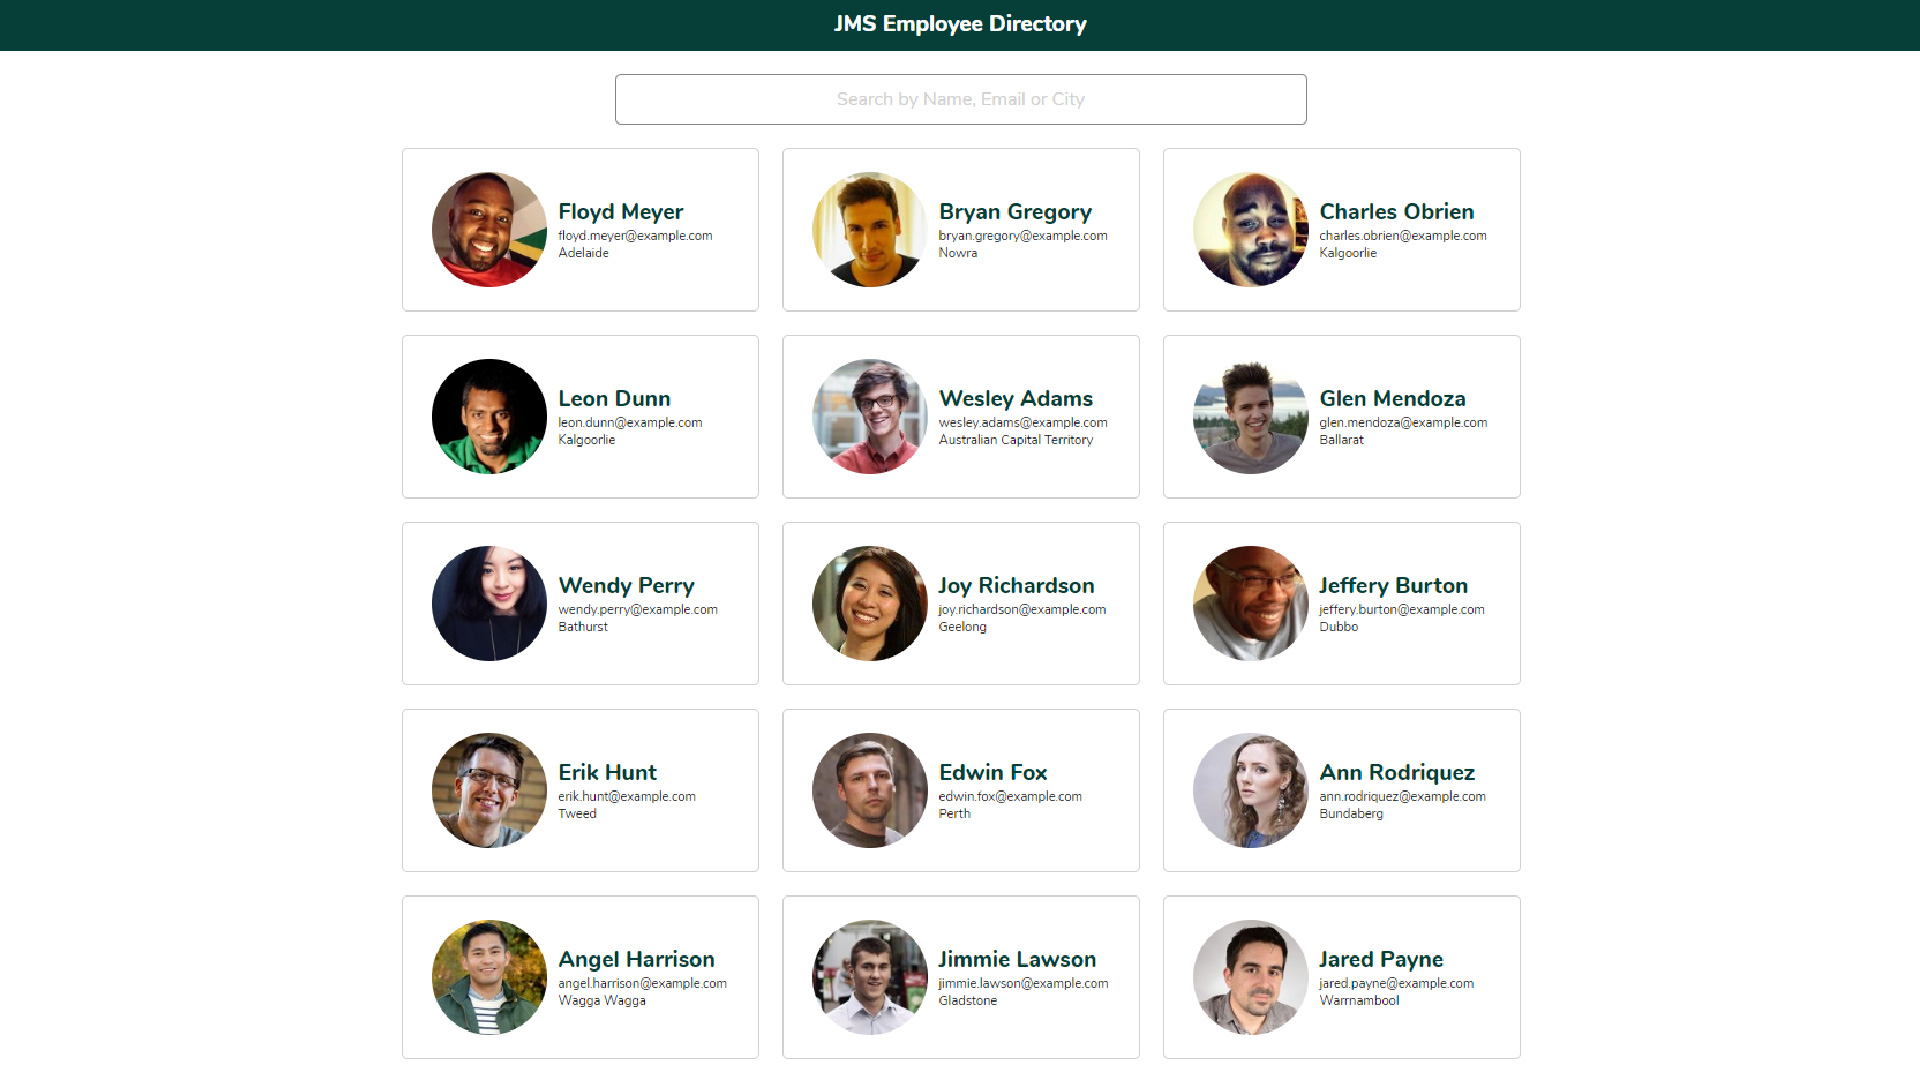 JMS Employee Directory
Search by Name, Email or City
Floyd Meyer
floyd.meyer@example.com
Adelaide
Bryan Gregory
bryan.gregory@example.com
Nowra
Charles Obrien
charles.obrien@example.com
Kalgoorlie
Leon Dunn
leon.dunn@example.com
Kalgoorlie
Wesley Adams
wesley.adams@example.com
Australian Capital Territory
Glen Mendoza
glen.mendoza@example.com
Ballarat
Wendy Perry
wendy.perry@example.com
Bathurst
Joy Richardson
joy.richardson@example.com
Geelong
Jeffery Burton
jeffery.burton@example.com
Dubbo
Erik Hunt
erik.hunt@example.com
Tweed
Edwin Fox
edwin.fox@example.com
Perth
Ann Rodriquez
ann.rodriquez@example.com
Bundaberg
Angel Harrison
angel.harrison@example.com
Wagga Wagga
Jimmie Lawson
jimmie.lawson@example.com
Gladstone
Jared Payne
jared.payne@example.com
Warrnambool